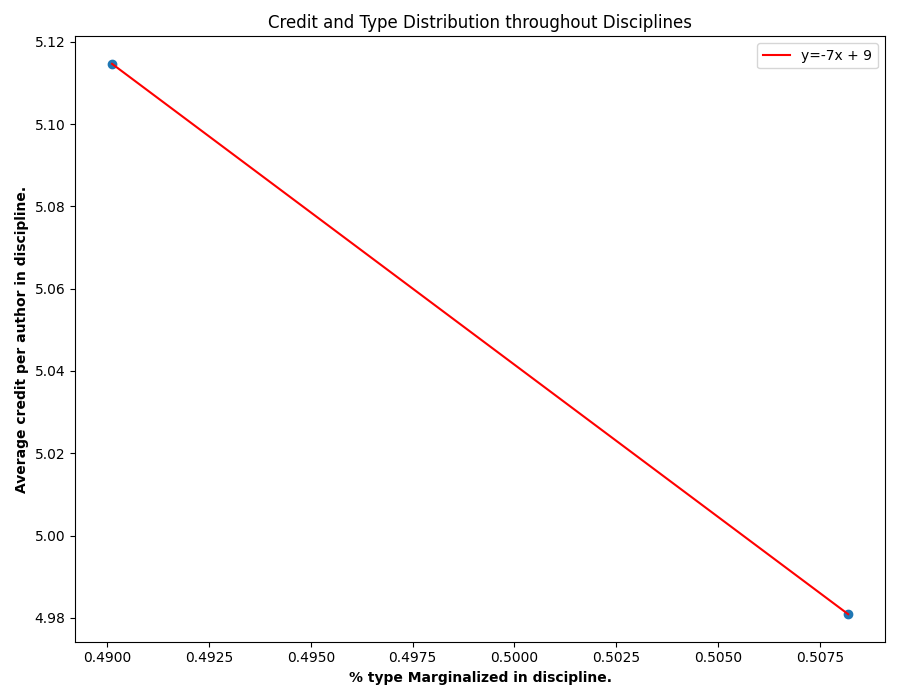 Credit and Type Distribution throughout Disciplines
y=-7x + 9
5.12
5.10
5.08
5.06
5.04
5.02
5.00
4.98
Average credit per author in discipline.
0.4900 0.4925 0.4950 0.4975 0.5000 0.5025 0.5050 0.5075
% type Marginalized in discipline.